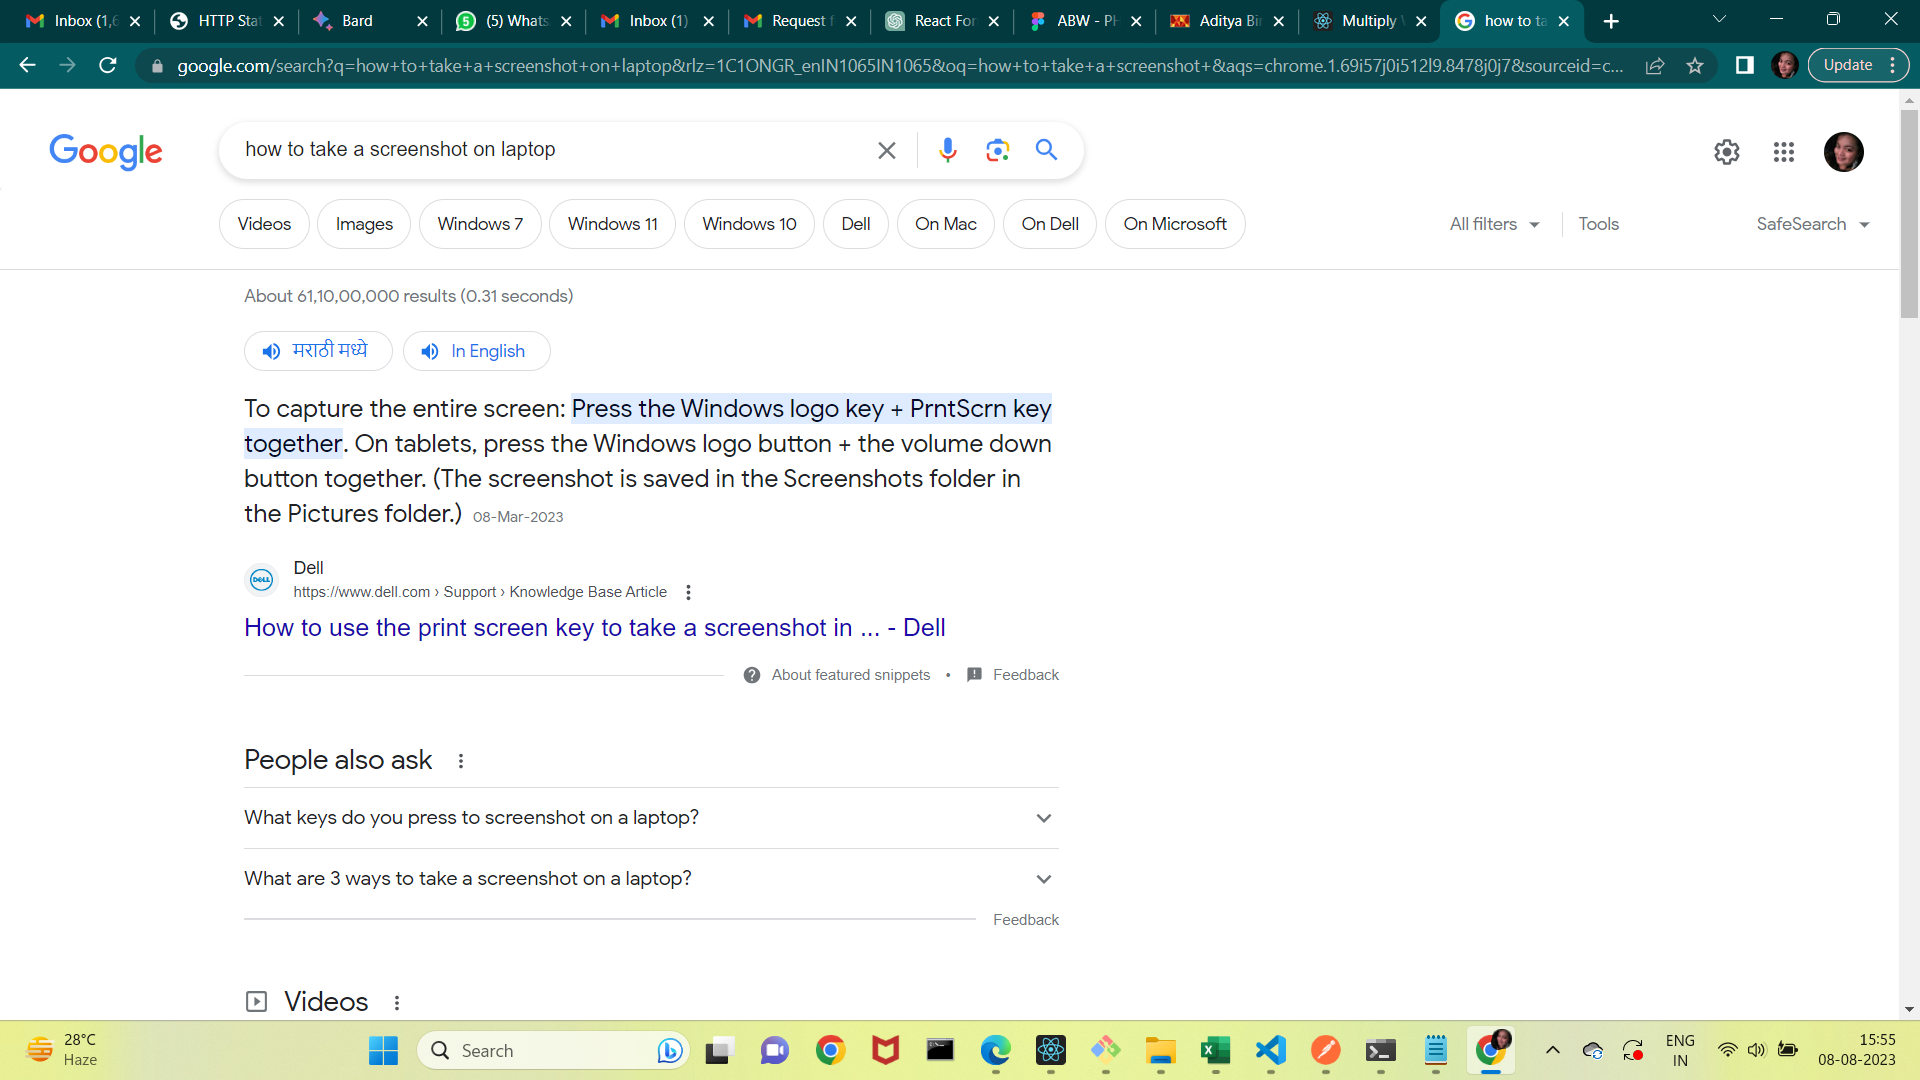 Inbox (1,6
HTTP Stat
Bard
(5) Whats
Inbox (1)
Request f
React For
ABW - PH
Aditya Bir
Multiply
how to ta
google.com/search?q=how+to+take+a+screenshot+on+laptop&rlz=1C1ONGR_enIN1065IN1065&oq=how+to+take+a+screenshot+&aqs=chrome.1.69i57j0i512l9.8478j0j7&sourceid=c...
Update
Google
how to take a screenshot on laptop
Videos
Images
Windows 7
Windows 11
Windows 10
Dell
On Mac
On Dell
On Microsoft
All filters
Tools
SafeSearch
About 61,10,00,000 results (0.31 seconds)
मराठी मध्ये
In English
To capture the entire screen: Press the Windows logo key + PrntScrn key
together. On tablets, press the Windows logo button + the volume down
button together. (The screenshot is saved in the Screenshots folder in
the Pictures folder.) 08-Mar-2023
DELL
Dell
https://www.dell.com › Support › Knowledge Base Article
How to use the print screen key to take a screenshot in ... - Dell
About featured snippets • Feedback
People also ask
What keys do you press to screenshot on a laptop?
What are 3 ways to take a screenshot on a laptop?
Feedback
Videos
28°C
Haze
Search
ENG
IN
15:55
08-08-2023